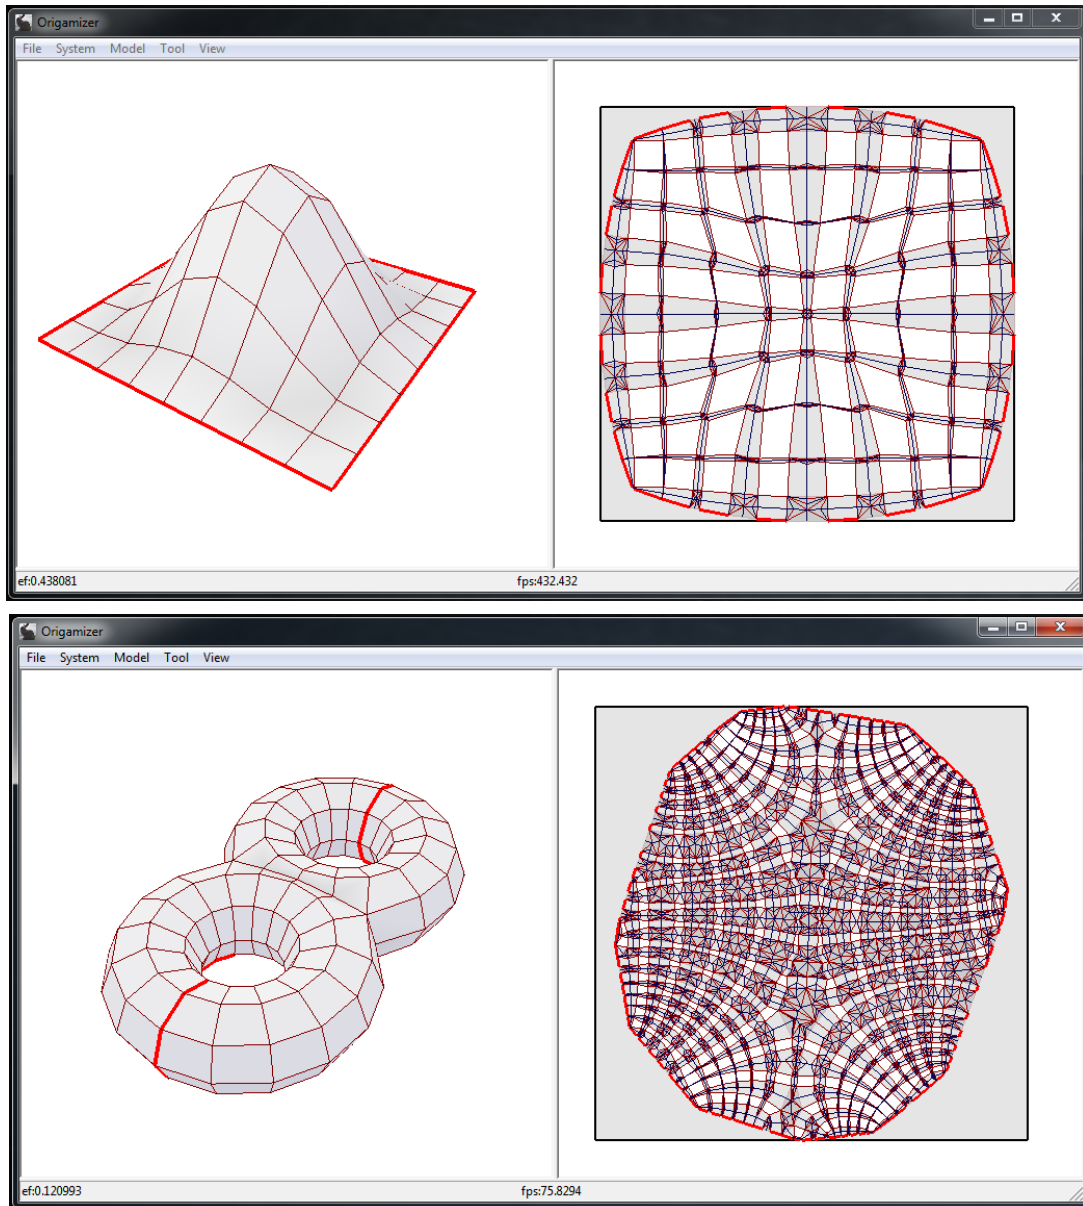 Origamizer
File System Model Tool View
ef:0.438081 fps:432.432
Origamizer
File System Model Tool View
ef:0.120993 fps:75.8294